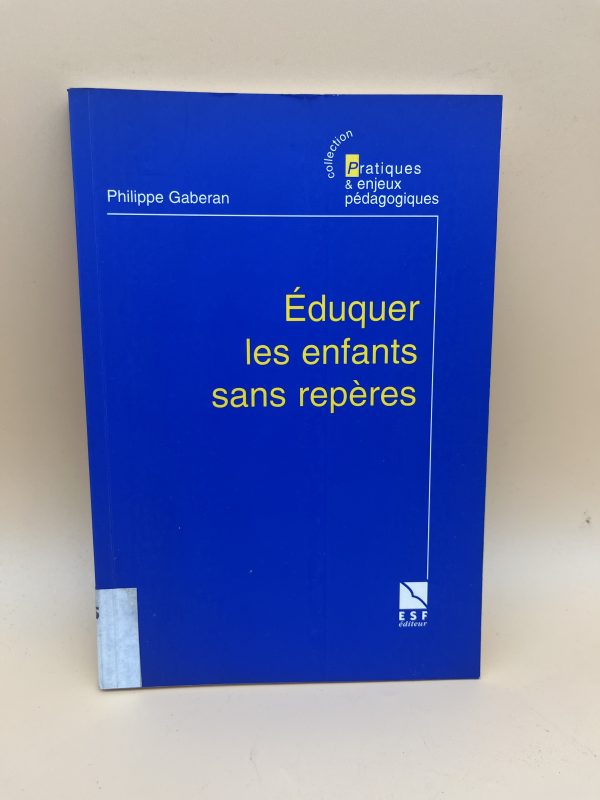 collection
Pratiques
& enjeux
pédagogiques
Philippe Gaberan
Éduquer
les enfants
sans repères
ESF
éditeur